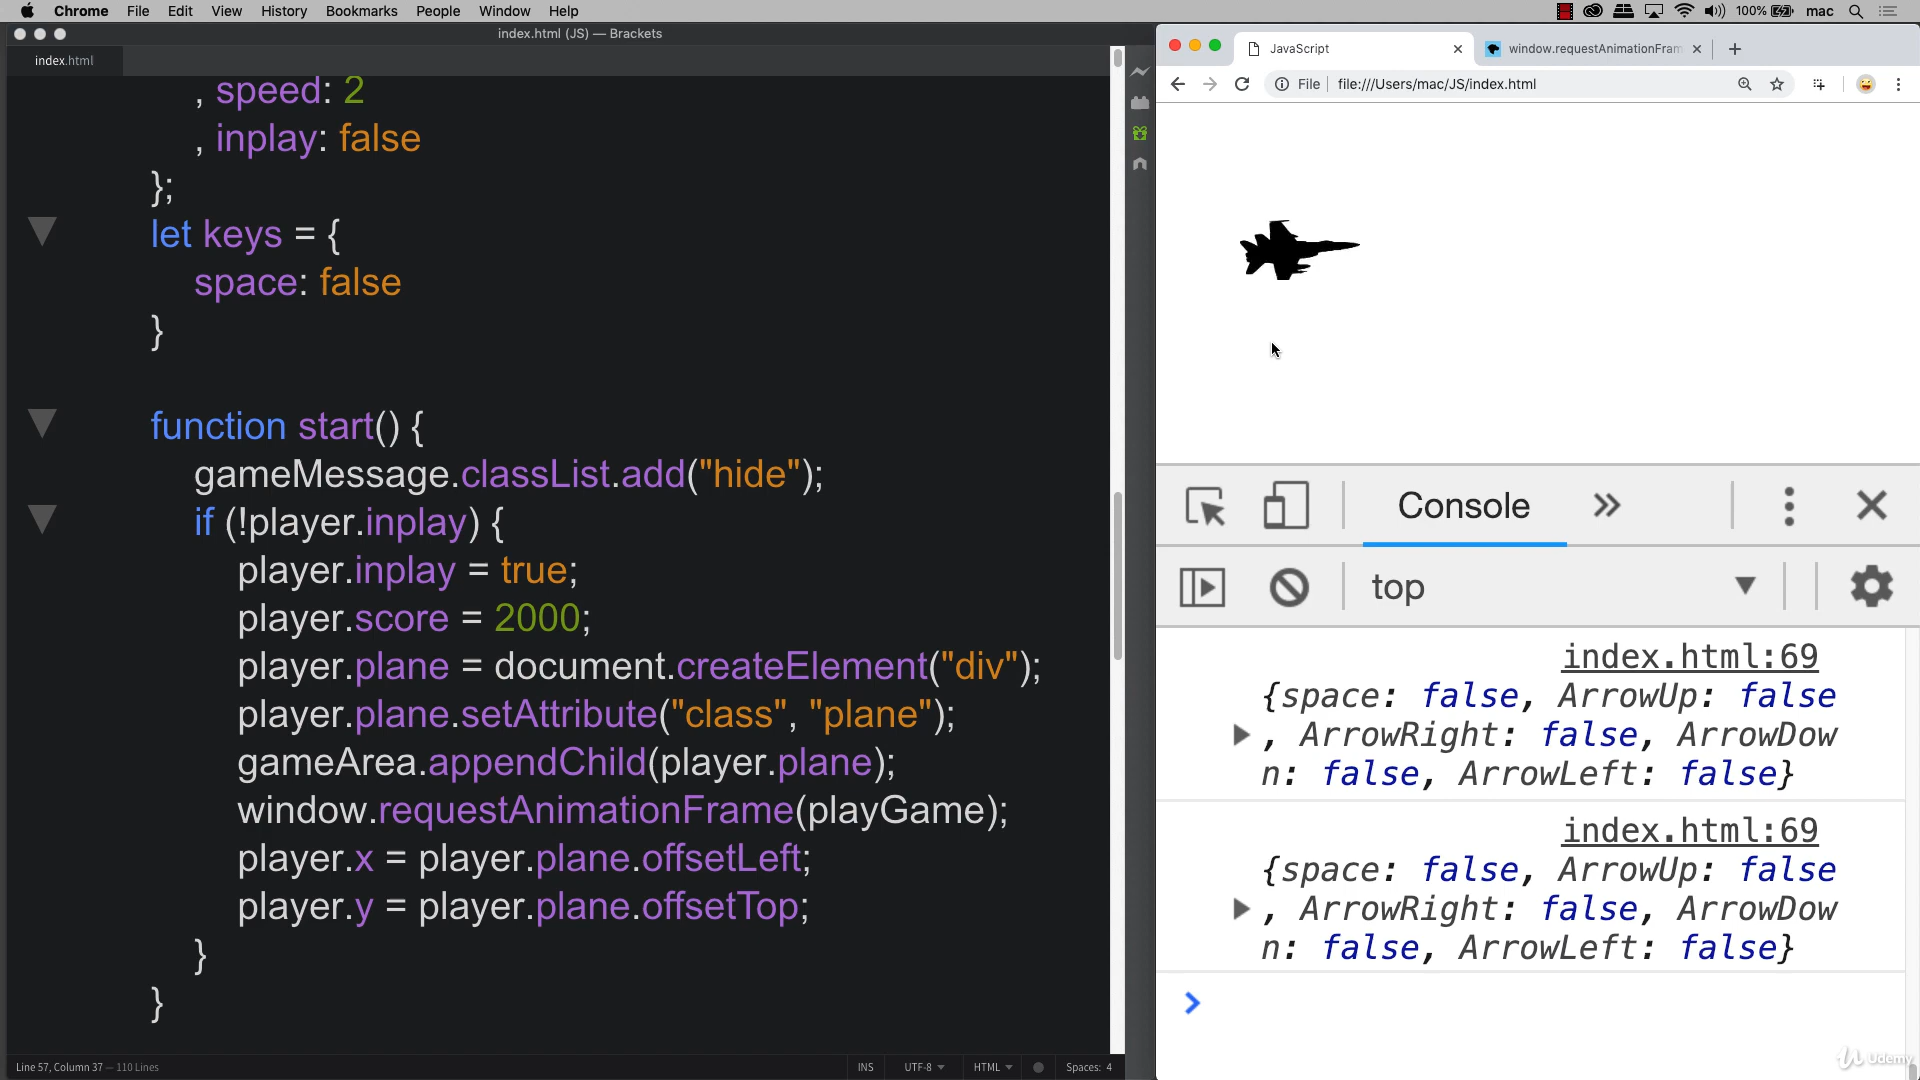 Chrome File Edit View History Bookmarks People Window Help 100% mac
index.html (JS) — Brackets
index.html
, speed: 2
, inplay: false
};
let keys = {
space: false
}
function start() {
gameMessage.classList.add("hide");
if (!player.inplay) {
player.inplay = true;
player.score = 2000;
player.plane = document.createElement("div");
player.plane.setAttribute("class", "plane");
gameArea.appendChild(player.plane);
window.requestAnimationFrame(playGame);
player.x = player.plane.offsetLeft;
player.y = player.plane.offsetTop;
}
}
Line 57, Column 37 — 110 Lines
INS UTF-8 HTML Spaces: 4
JavaScript
window.requestAnimationFram
File file:///Users/mac/JS/index.html
Console
top
index.html:69
{space: false, ArrowUp: false
, ArrowRight: false, ArrowDow
n: false, ArrowLeft: false}
index.html:69
{space: false, ArrowUp: false
, ArrowRight: false, ArrowDow
n: false, ArrowLeft: false}
Udemy